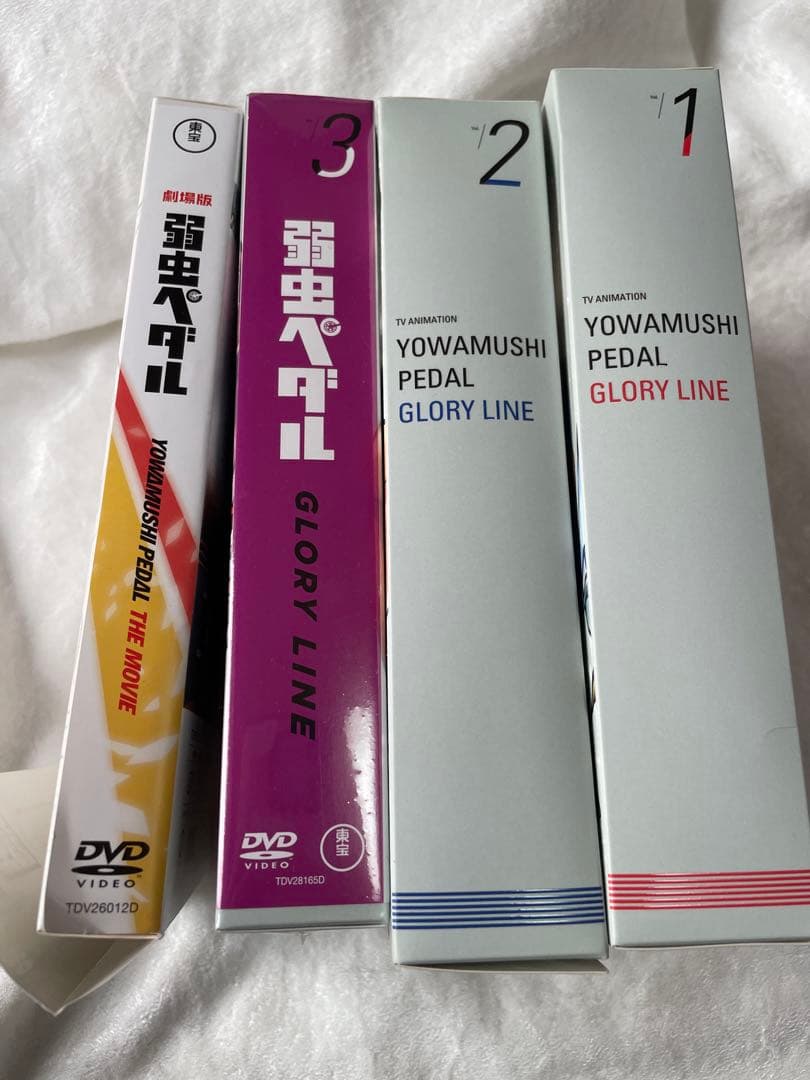 東宝
劇場版
弱虫ペダル
YOWAMUSHI PEDAL THE MOVIE
DVD
VIDEO
TDV26012D
/3
弱虫ペダル
GLORY LINE
DVD
VIDEO
東宝
TDV28165D
/2
TV ANIMATION
YOWAMUSHI
PEDAL
GLORY LINE
/1
TV ANIMATION
YOWAMUSHI
PEDAL
GLORY LINE